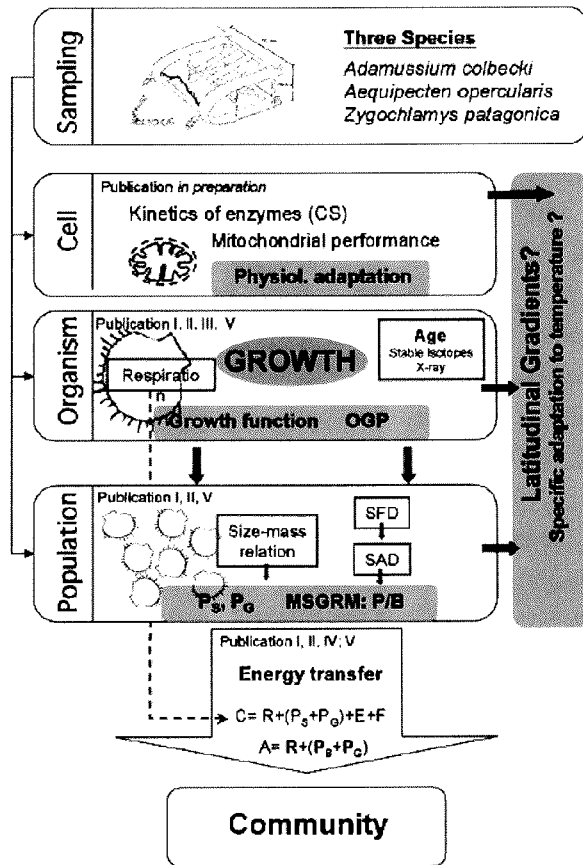 Sampling
Three Species
Adamussium colbecki
Aequipecten opercularis
Zygochlamys patagonica
Cell
Publication in preparation
Kinetics of enzymes (CS)
Mitochondrial performance
Physiol. adaptation
Organism
Publication I, II, III, V
Respiratio
n
GROWTH
Age
Stable Isotopes
X-ray
Growth function OGP
Population
Publication I, II, V
Size-mass
relation
SFD
SAD
PS, PG MSGRM: P/B
Latitudinal Gradients?
Specific adaptation to temperature ?
Publication I, II, IV; V
Energy transfer
C= R+(PS+PG)+E+F
A= R+(PS+PG)
Community